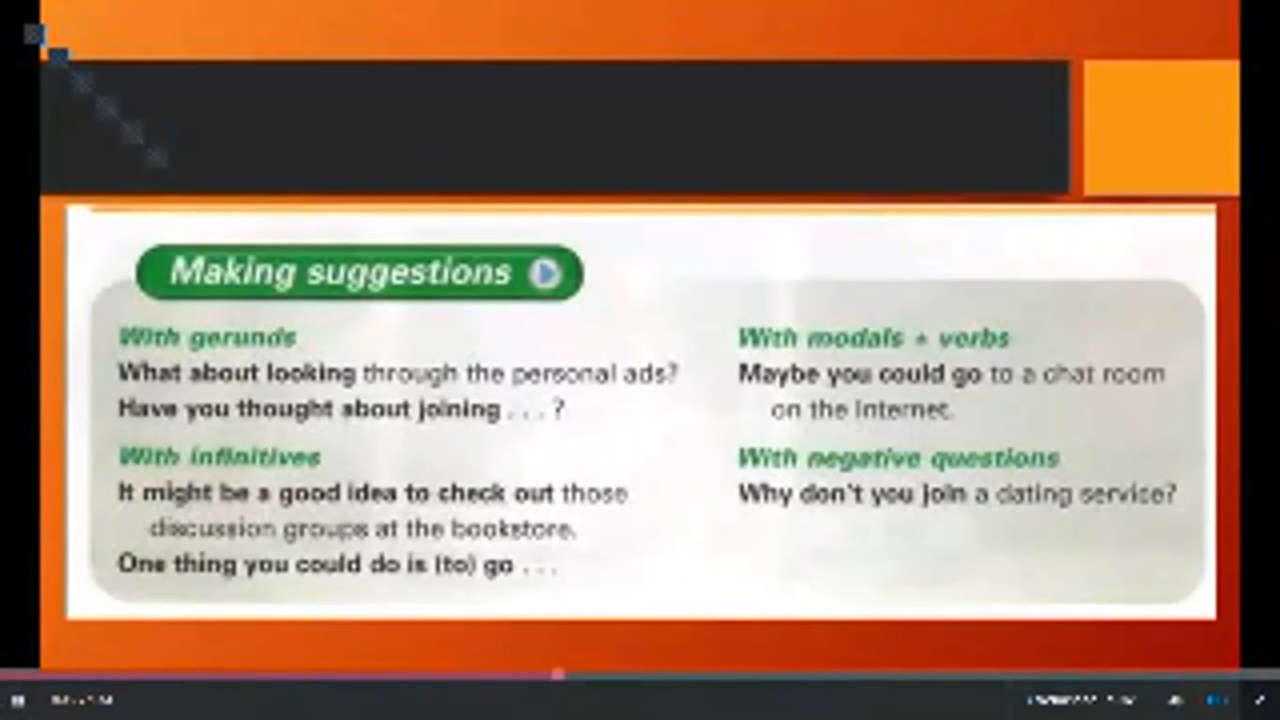 Making suggestions
With gerunds
What about looking through the personal ads?
Have you thought about joining . . . ?
With infinitives
It might be a good idea to check out those
discussion groups at the bookstore.
One thing you could do is (to) go . . .
With modals + verbs
Maybe you could go to a chat room
on the Internet.
With negative questions
Why don't you join a dating service?